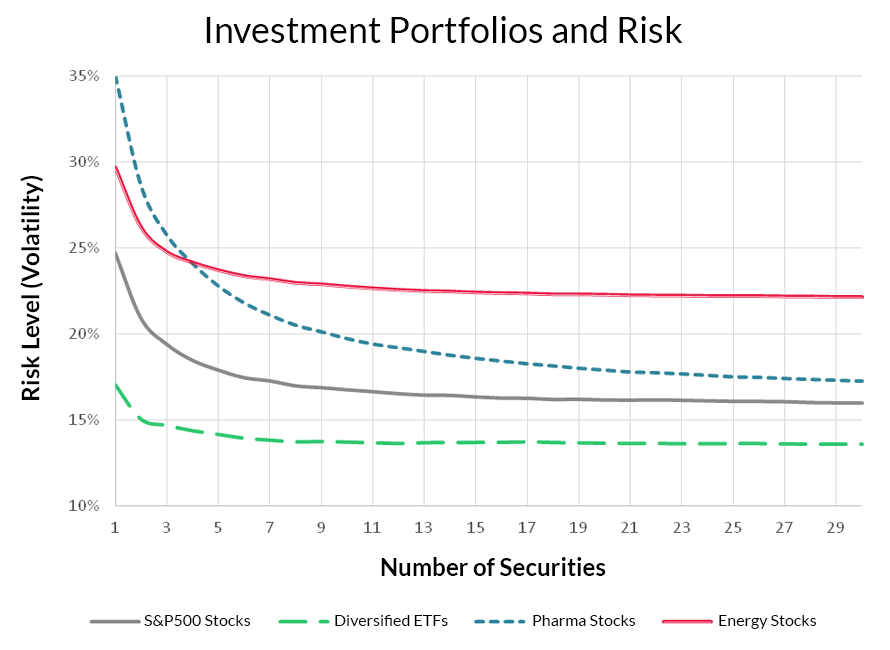 Investment Portfolios and Risk
35%
30%
25%
20%
15%
10%
Risk Level (Volatility)
1 3 5 7 9 11 13 15 17 19 21 23 25 27 29
Number of Securities
S&P500 Stocks Diversified ETFs Pharma Stocks Energy Stocks